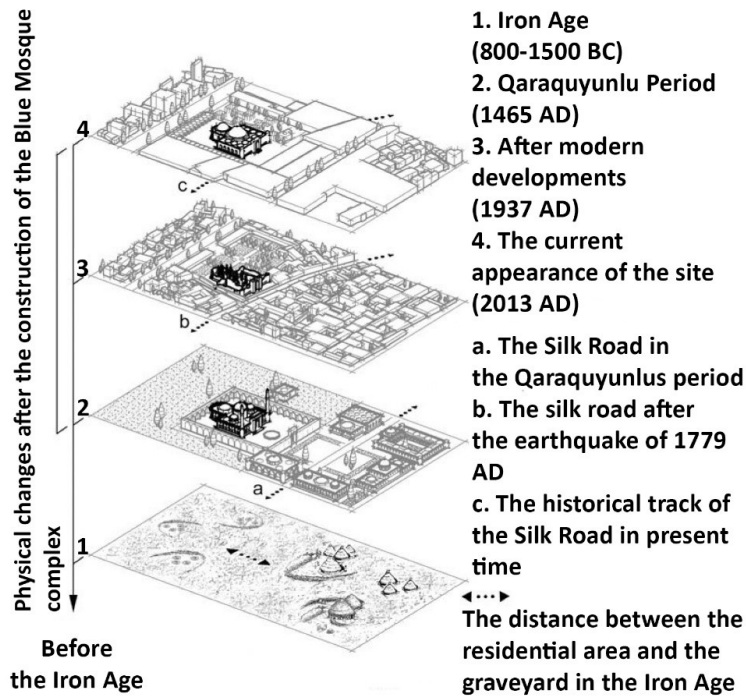 Physical changes after the construction of the Blue Mosque
complex
4
c
3
b
2
a
1
Before
the Iron Age
1. Iron Age
(800-1500 BC)
2. Qaraquyunlu Period
(1465 AD)
3. After modern
developments
(1937 AD)
4. The current
appearance of the site
(2013 AD)
a. The Silk Road in
the Qaraquyunlus period
b. The silk road after
the earthquake of 1779
AD
c. The historical track of
the Silk Road in present
time
The distance between the
residential area and the
graveyard in the Iron Age